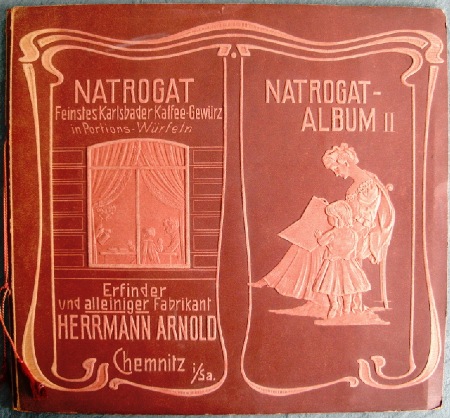 NATROGAT
Feinstes Karlsbader Kaffee-Gewürz
in Portions-Würfeln
Erfinder
und alleiniger Fabrikant
HERRMANN ARNOLD
Chemnitz i/Sa.
NATROGAT-
ALBUM II